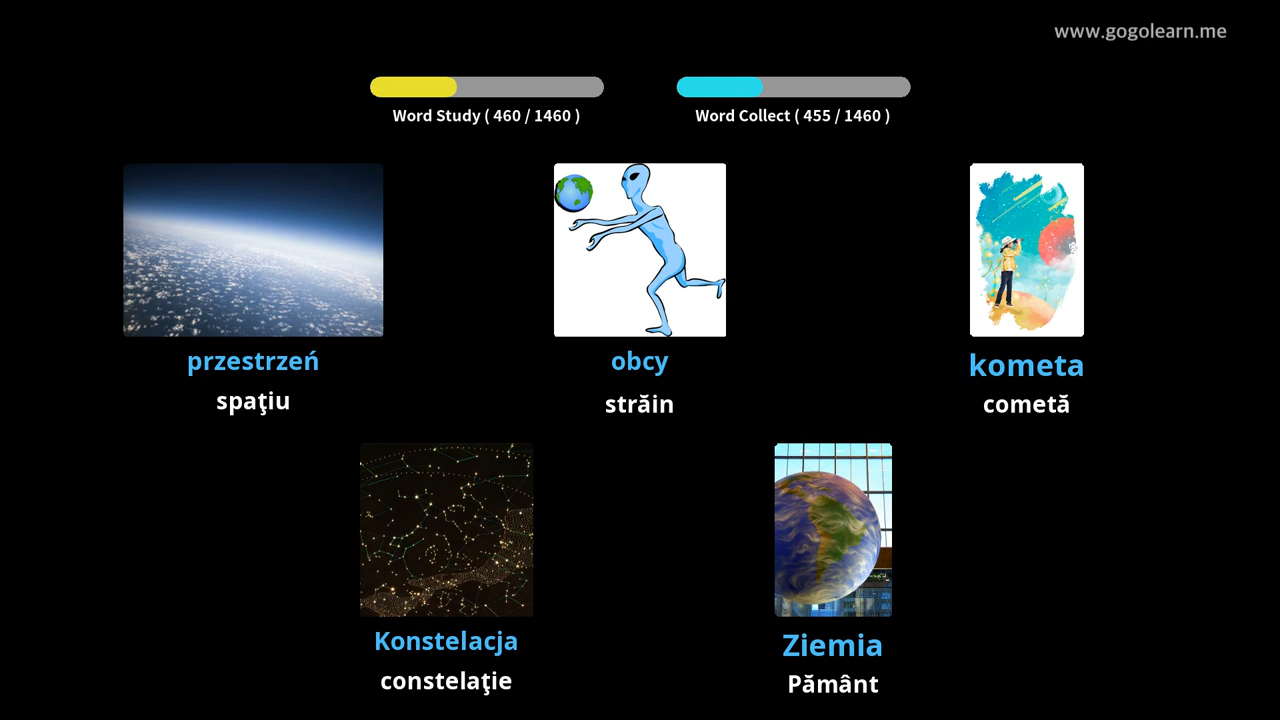 www.gogolearn.me
Word Study ( 460 / 1460 )
Word Collect ( 455 / 1460 )
przestrzeń
spaţiu
obcy
străin
kometa
cometă
Konstelacja
constelaţie
Ziemia
Pământ